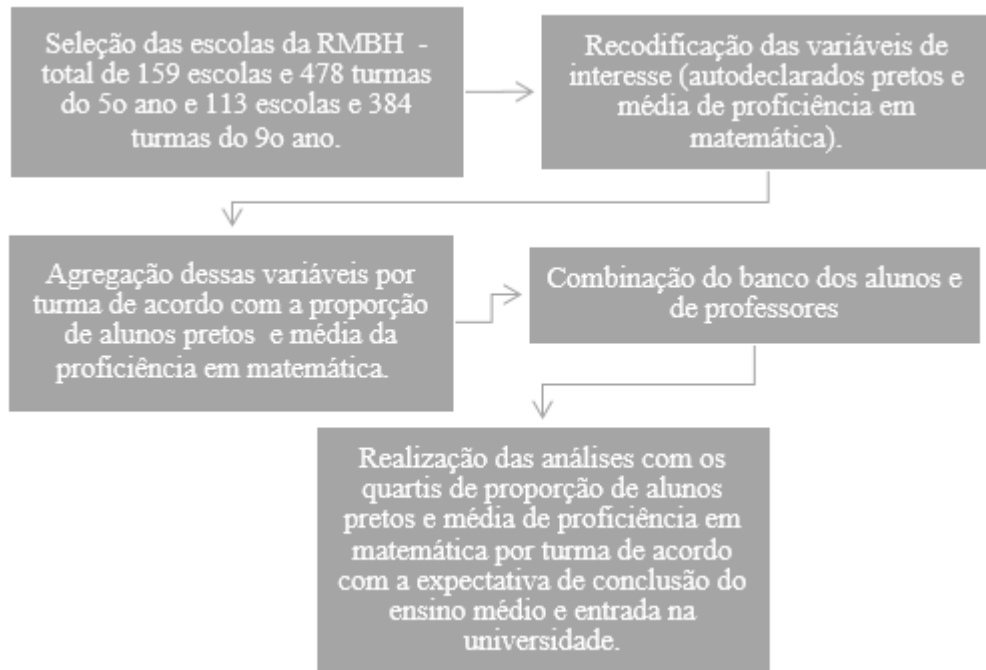 Seleção das escolas da RMBH -
total de 159 escolas e 478 turmas
do 5o ano e 113 escolas e 384
turmas do 9o ano.
Recodificação das variáveis de
interesse (autodeclarados pretos e
média de proficiência em
matemática).
Agregação dessas variáveis por
turma de acordo com a proporção
de alunos pretos e média da
proficiência em matemática.
Combinação do banco dos alunos e
de professores
Realização das análises com os
quartis de proporção de alunos
pretos e média de proficiência em
matemática por turma de acordo
com a expectativa de conclusão do
ensino médio e entrada na
universidade.